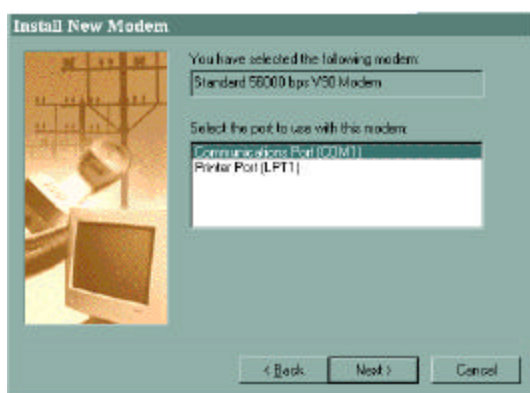 Install New Modem
You have selected the following modem:
Standard 56000 bps V90 Modem
Select the port to use with this modem:
Communications Port (COM1)
Printer Port (LPT1)
< Back
Next >
Cancel